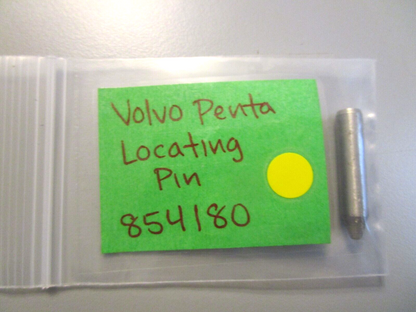 Volvo Penta
Locating
Pin
854180